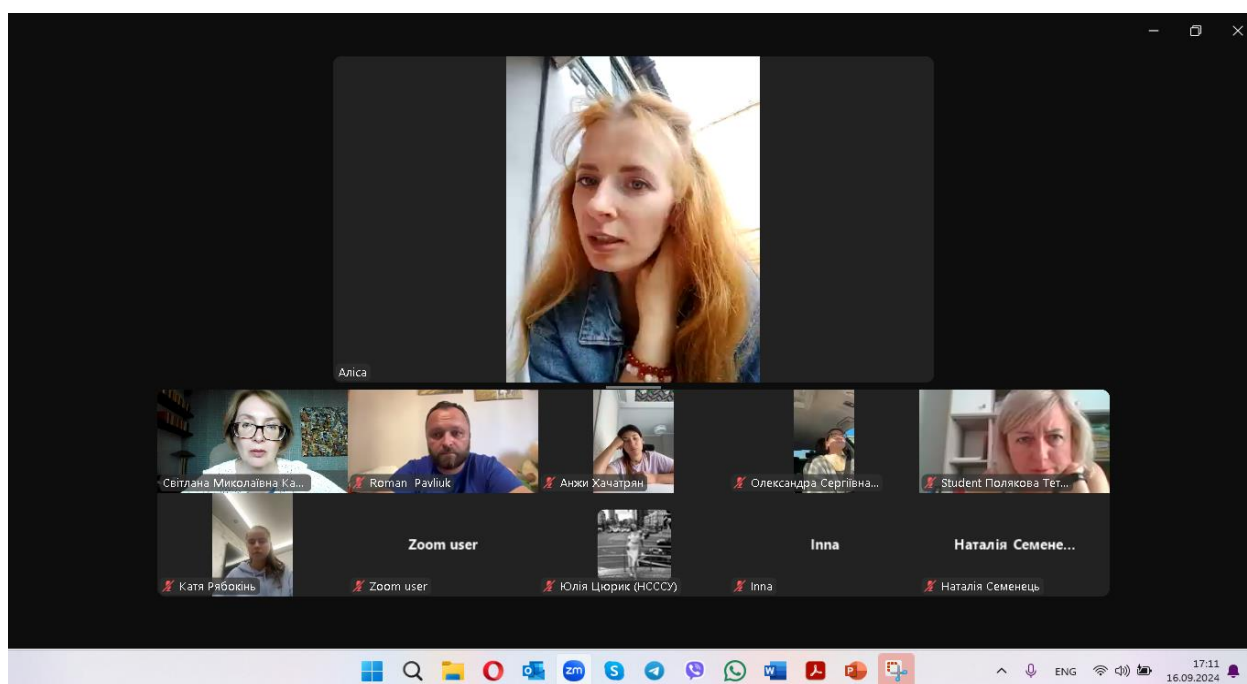 Аліса
Світлана Миколаївна Ка...
Roman Pavliuk
Анжи Хачатрян
Олександра Сергіївна...
Student Полякова Тет...
Zoom user
Inna
Наталія Семене...
Катя Рябокінь
Zoom user
Юлія Цюрик (НСССУ)
Inna
Наталія Семенець
zm
ENG
17:11
16.09.2024